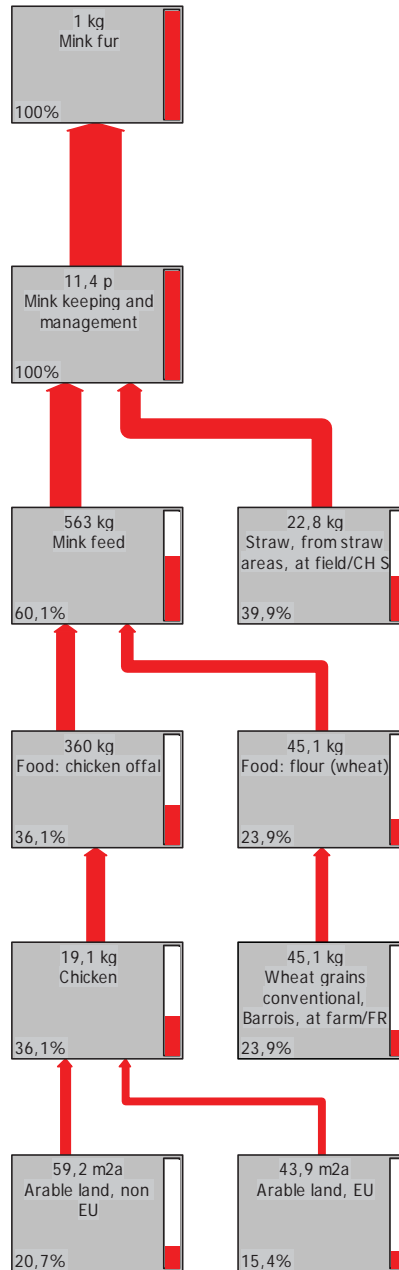 1 kg
Mink fur
100%
11,4 p
Mink keeping and
management
100%
563 kg
Mink feed
60,1%
22,8 kg
Straw, from straw
areas, at field/CH S
39,9%
360 kg
Food: chicken offal
36,1%
45,1 kg
Food: flour (wheat)
23,9%
19,1 kg
Chicken
36,1%
45,1 kg
Wheat grains
conventional,
Barrois, at farm/FR
23,9%
59,2 m2a
Arable land, non
EU
20,7%
43,9 m2a
Arable land, EU
15,4%